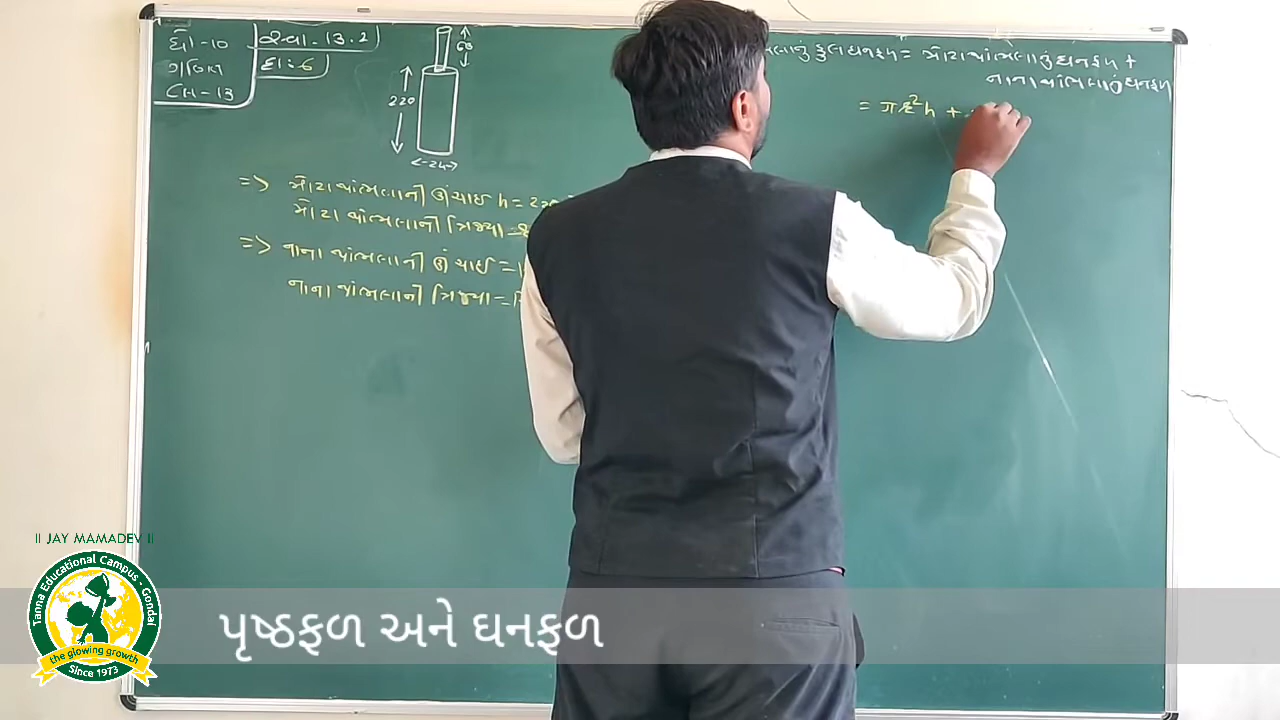 ધો-10
ગણિત
CH-13
સ્વા. 13.2
દા: 6
60
220
<-24->
=> મોટા થાંભલાની ઊંચાઈ h = 220
મોટા થાંભલાની ત્રિજ્યા =
=> નાના થાંભલાની ઊંચાઈ =
નાના થાંભલાની ત્રિજ્યા =
કુલ ઘનફળ = મોટા થાંભલાનું ઘનફળ +
નાના થાંભલાનું ઘનફળ
= πr²h +
॥ JAY MAMADEV ॥
Tanna Educational Campus - Gondal
the glowing growth
Since 1973
પૃષ્ઠફળ અને ઘનફળ